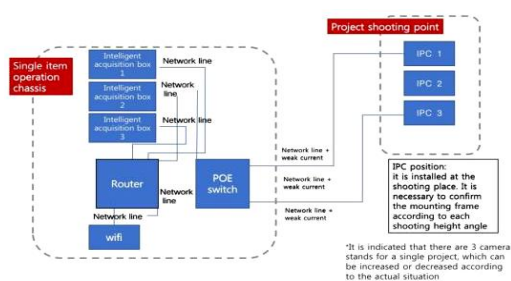 Project shooting point
Single item
operation
chassis
Intelligent
acquisition box
1
Network line
Intelligent
acquisition box
2
Network
line
Intelligent
acquisition box
3
Network line
IPC 1
IPC 2
IPC 3
Network line +
weak current
Router
Network
line
POE
switch
Network line +
weak current
Network line +
weak current
Network line
wifi
IPC position:
it is installed at the
shooting place. It is
necessary to confirm
the mounting frame
according to each
shooting height angle
*It is indicated that there are 3 camera
stands for a single project, which can
be increased or decreased according
to the actual situation